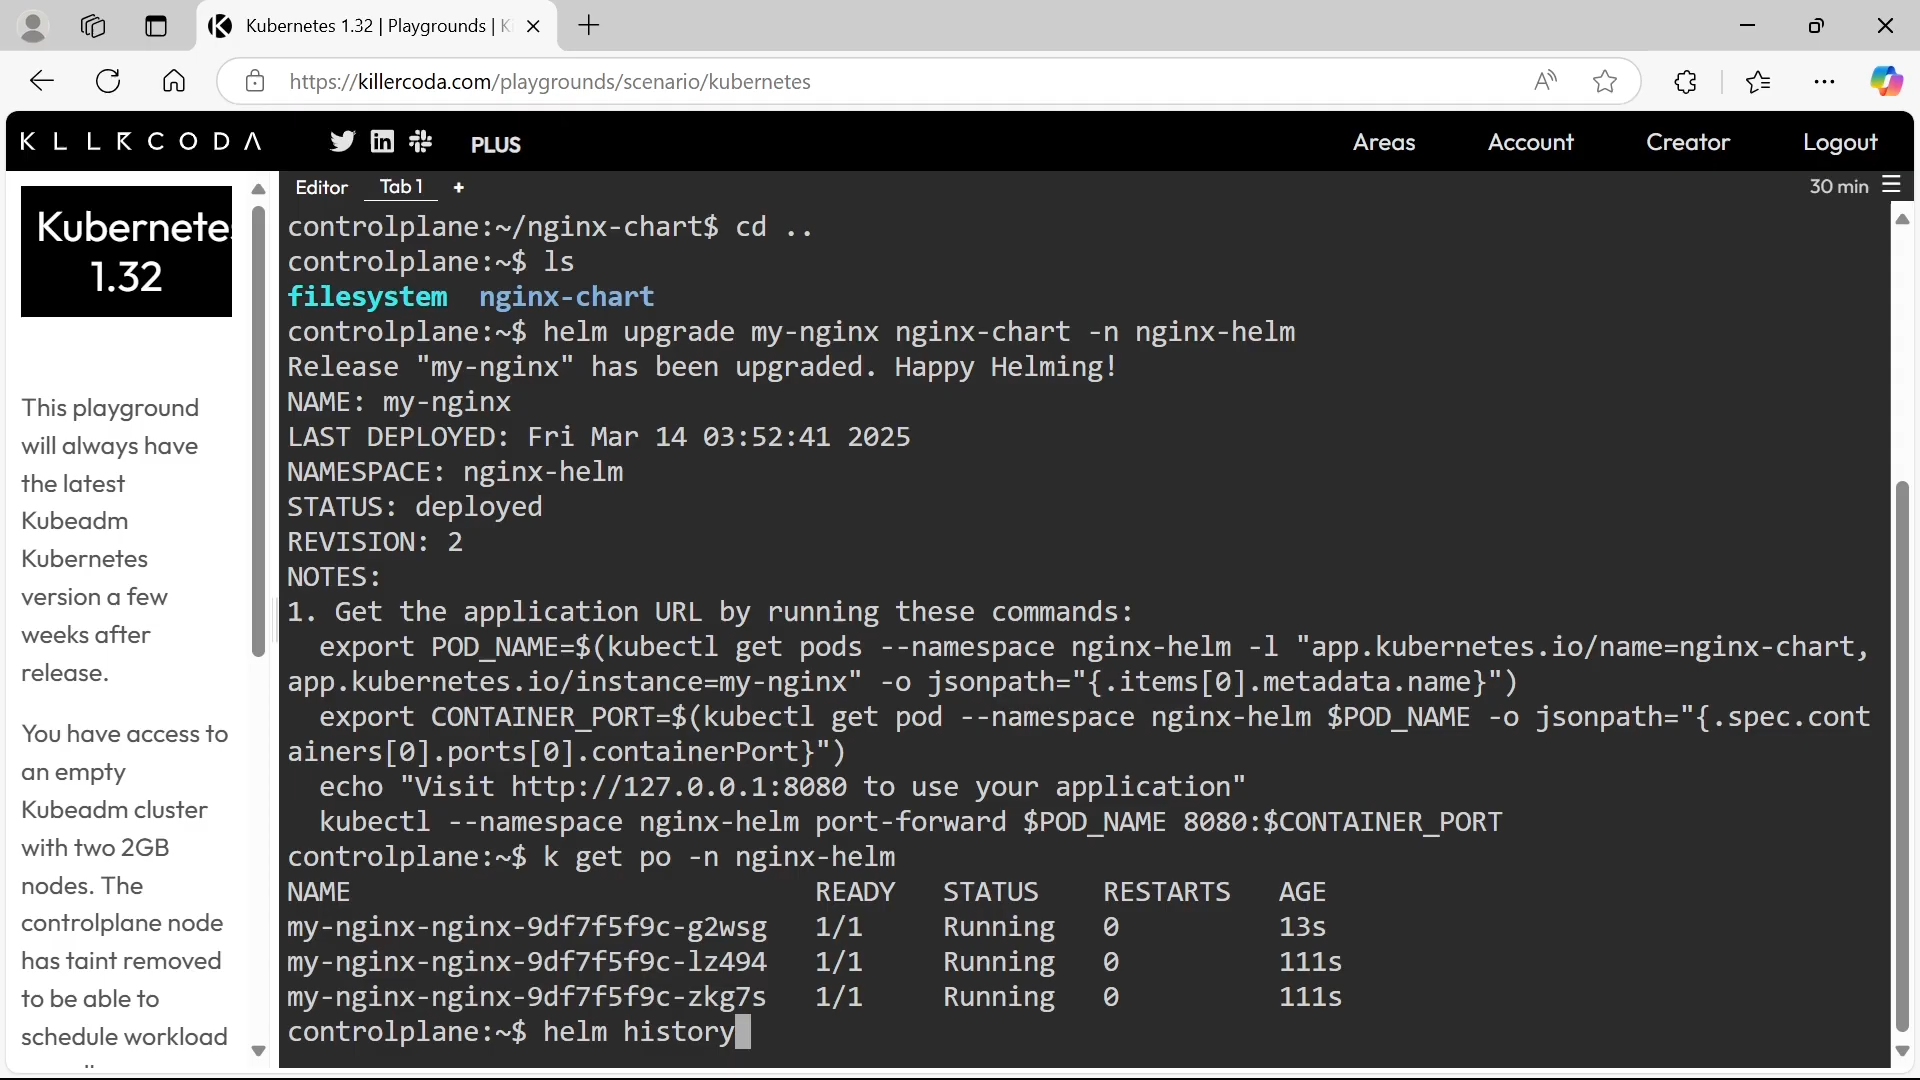 Kubernetes 1.32 | Playgrounds | Ki
https://killercoda.com/playgrounds/scenario/kubernetes
KLLRCODA
PLUS
Areas
Account
Creator
Logout
Kubernetes
1.32
This playground
will always have
the latest
Kubeadm
Kubernetes
version a few
weeks after
release.
You have access to
an empty
Kubeadm cluster
with two 2GB
nodes. The
controlplane node
has taint removed
to be able to
schedule workload
Editor Tab 1 +
30 min
controlplane:~/nginx-chart$ cd ..
controlplane:~$ ls
filesystem  nginx-chart
controlplane:~$ helm upgrade my-nginx nginx-chart -n nginx-helm
Release "my-nginx" has been upgraded. Happy Helming!
NAME: my-nginx
LAST DEPLOYED: Fri Mar 14 03:52:41 2025
NAMESPACE: nginx-helm
STATUS: deployed
REVISION: 2
NOTES:
1. Get the application URL by running these commands:
  export POD_NAME=$(kubectl get pods --namespace nginx-helm -l "app.kubernetes.io/name=nginx-chart,
app.kubernetes.io/instance=my-nginx" -o jsonpath="{.items[0].metadata.name}")
  export CONTAINER_PORT=$(kubectl get pod --namespace nginx-helm $POD_NAME -o jsonpath="{.spec.cont
ainers[0].ports[0].containerPort}")
  echo "Visit http://127.0.0.1:8080 to use your application"
  kubectl --namespace nginx-helm port-forward $POD_NAME 8080:$CONTAINER_PORT
controlplane:~$ k get po -n nginx-helm
NAME                             READY   STATUS    RESTARTS   AGE
my-nginx-nginx-9df7f5f9c-g2wsg   1/1     Running   0          13s
my-nginx-nginx-9df7f5f9c-lz494   1/1     Running   0          111s
my-nginx-nginx-9df7f5f9c-zkg7s   1/1     Running   0          111s
controlplane:~$ helm history